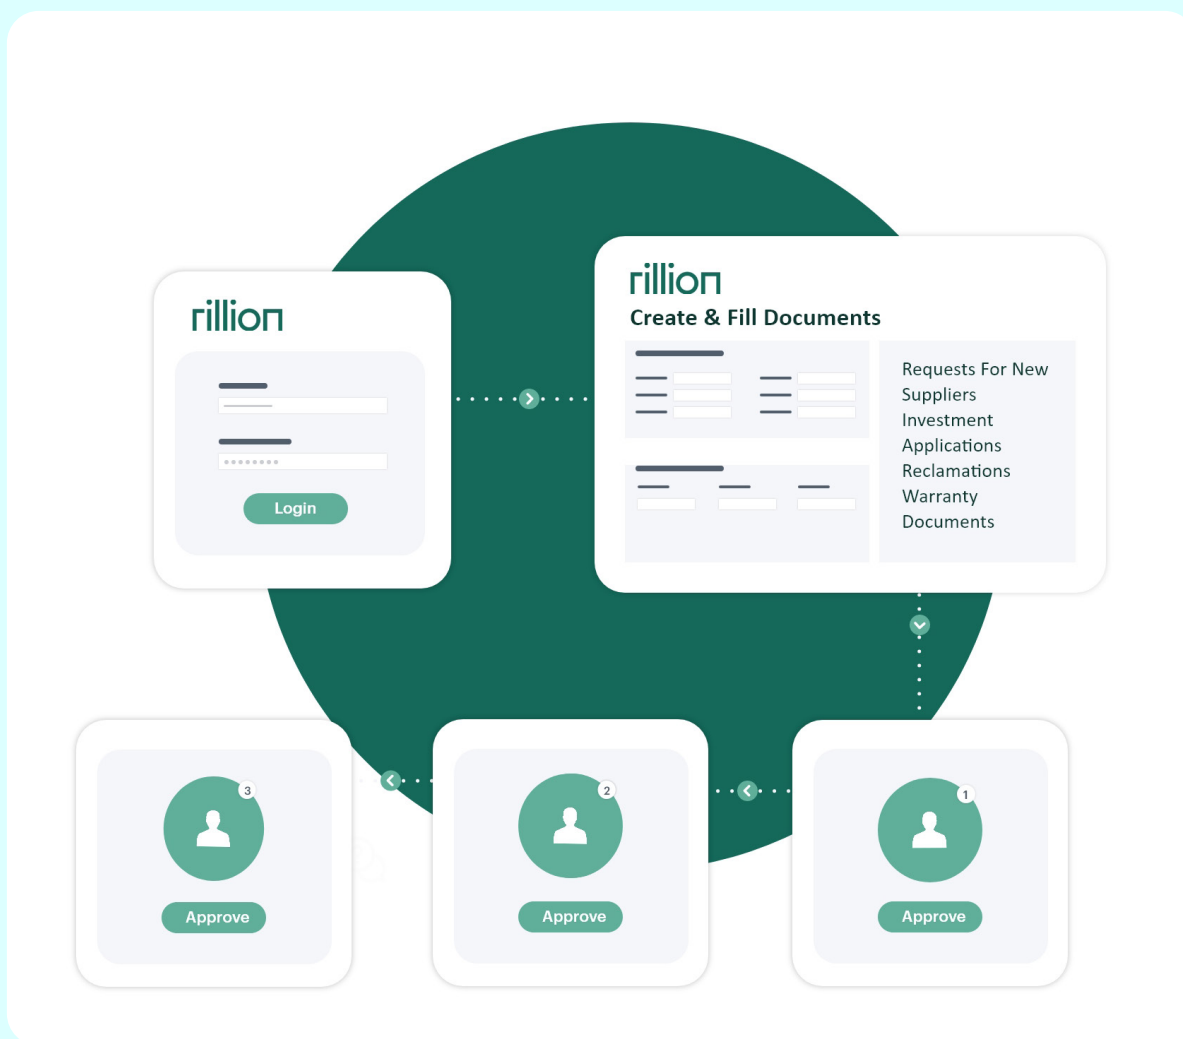 rillion
Login
rillion
Create & Fill Documents
Requests For New
Suppliers
Investment
Applications
Reclamations
Warranty
Documents
3
Approve
2
Approve
1
Approve